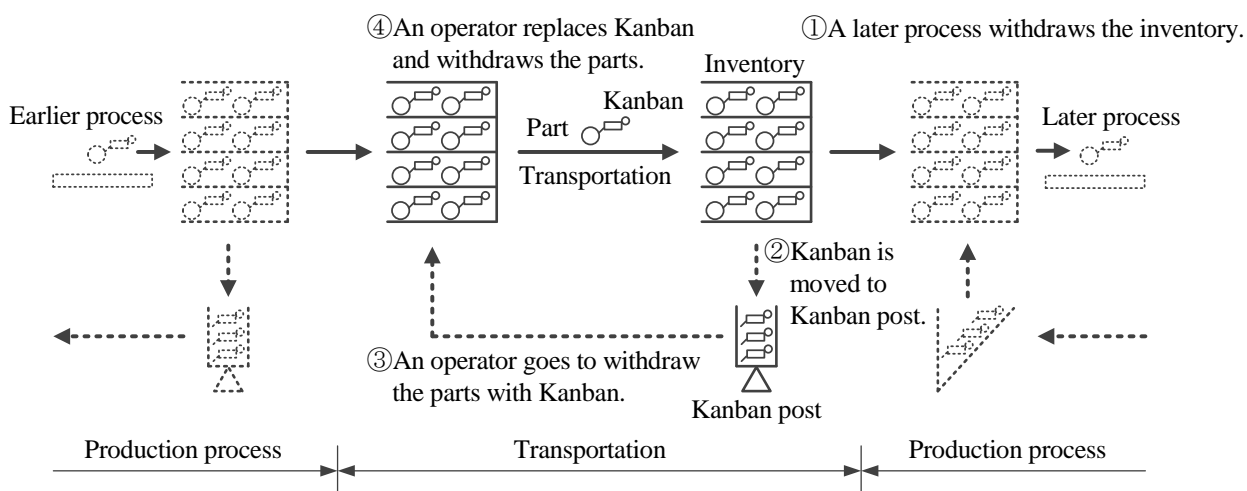 ④An operator replaces Kanban
and withdraws the parts.
①A later process withdraws the inventory.
Inventory
Earlier process
Kanban
Part
Transportation
Later process
②Kanban is
moved to
Kanban post.
③An operator goes to withdraw
the parts with Kanban.
Kanban post
Production process
Transportation
Production process